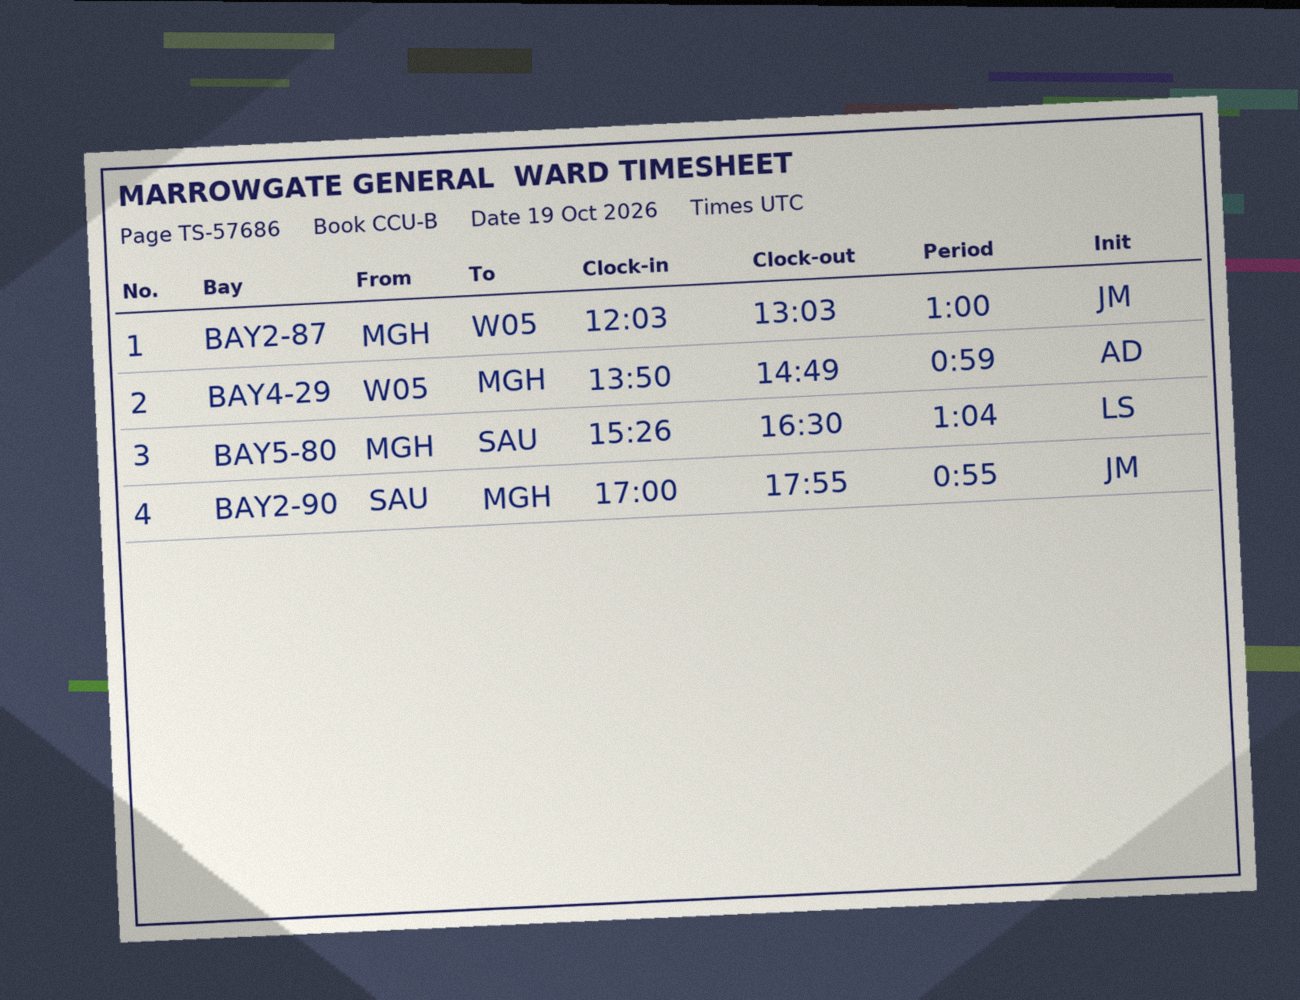 MARROWGATE GENERAL WARD TIMESHEET
Page TS-57686 Book CCU-B Date 19 Oct 2026 Times UTC
No. Bay From To Clock-in Clock-out Period Init
1 BAY2-87 MGH W05 12:03 13:03 1:00 JM
2 BAY4-29 W05 MGH 13:50 14:49 0:59 AD
3 BAY5-80 MGH SAU 15:26 16:30 1:04 LS
4 BAY2-90 SAU MGH 17:00 17:55 0:55 JM